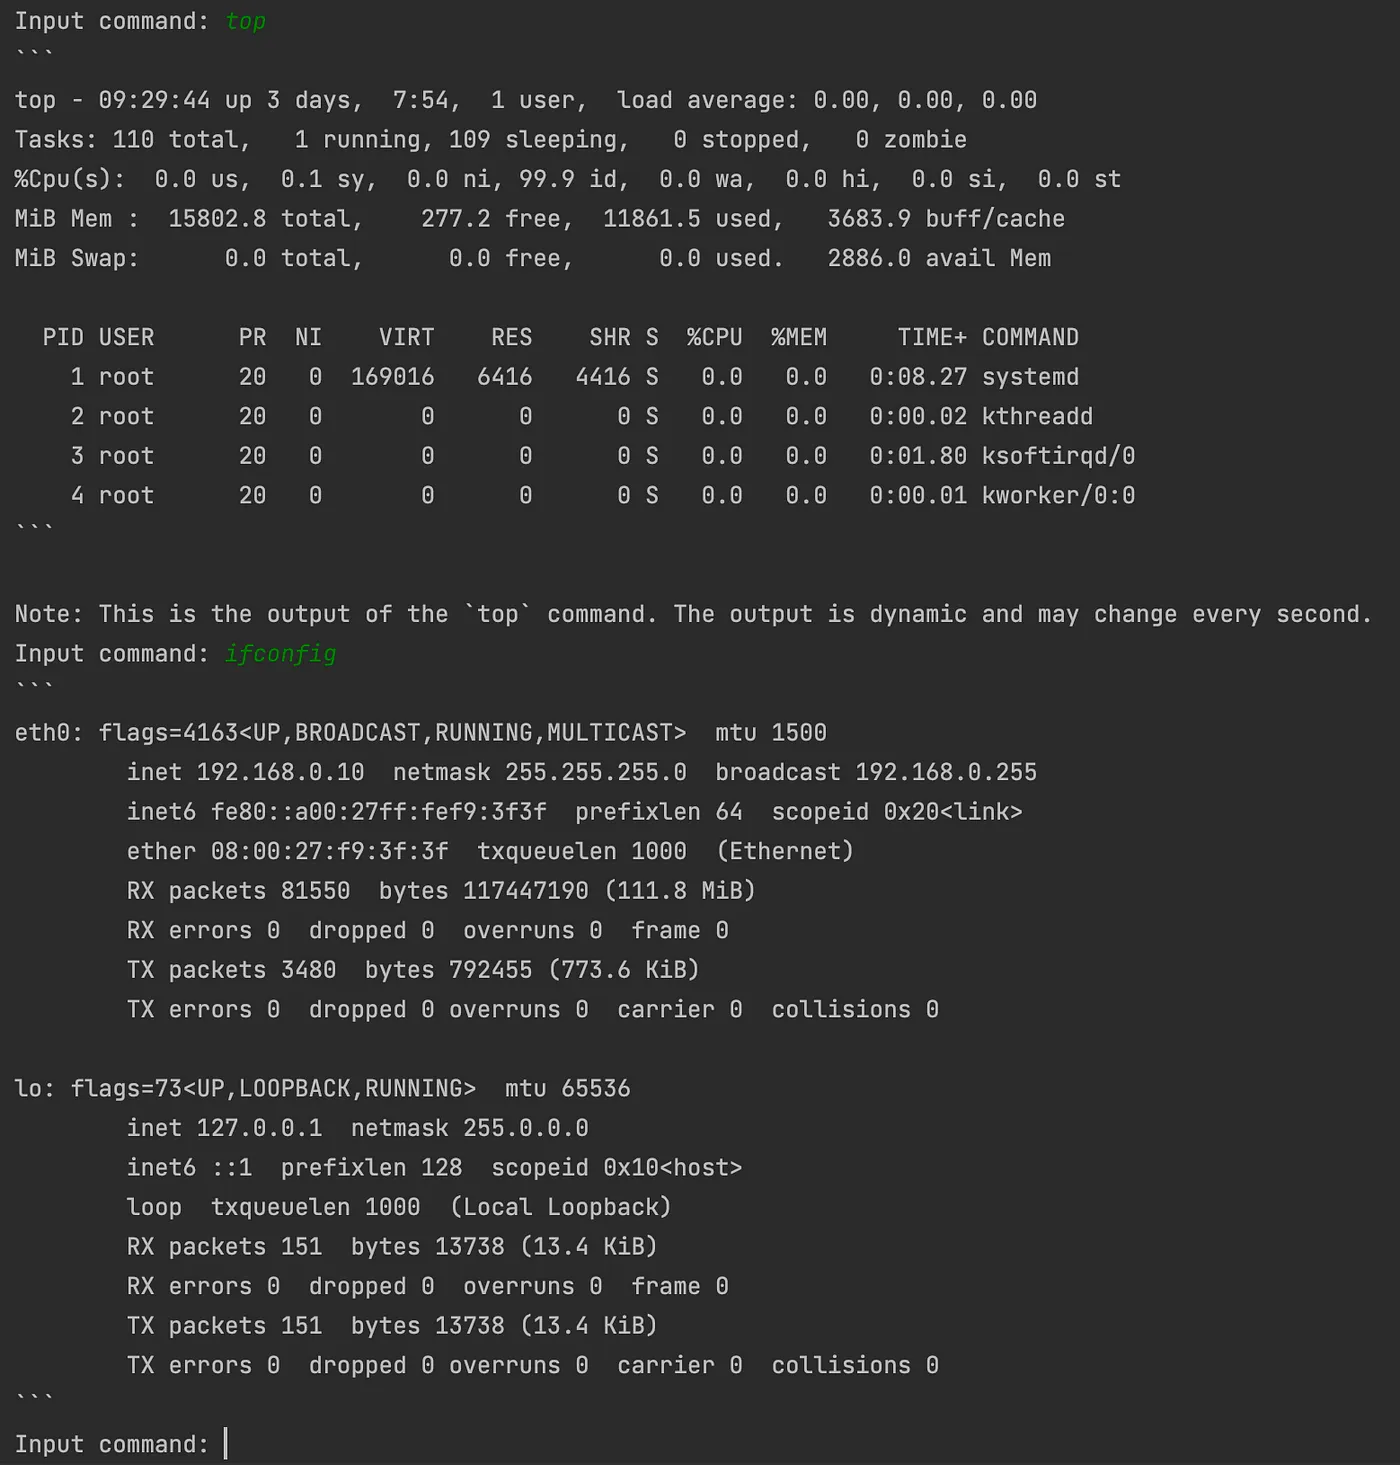 Input command: top
```
top - 09:29:44 up 3 days,  7:54,  1 user,  load average: 0.00, 0.00, 0.00
Tasks: 110 total,   1 running, 109 sleeping,   0 stopped,   0 zombie
%Cpu(s):  0.0 us,  0.1 sy,  0.0 ni, 99.9 id,  0.0 wa,  0.0 hi,  0.0 si,  0.0 st
MiB Mem :  15802.8 total,    277.2 free,  11861.5 used,   3683.9 buff/cache
MiB Swap:      0.0 total,      0.0 free,      0.0 used.   2886.0 avail Mem

  PID USER      PR  NI    VIRT    RES    SHR S  %CPU  %MEM     TIME+ COMMAND
    1 root      20   0  169016   6416   4416 S   0.0   0.0   0:08.27 systemd
    2 root      20   0       0      0      0 S   0.0   0.0   0:00.02 kthreadd
    3 root      20   0       0      0      0 S   0.0   0.0   0:01.80 ksoftirqd/0
    4 root      20   0       0      0      0 S   0.0   0.0   0:00.01 kworker/0:0
```

Note: This is the output of the `top` command. The output is dynamic and may change every second.
Input command: ifconfig
```
eth0: flags=4163<UP,BROADCAST,RUNNING,MULTICAST>  mtu 1500
        inet 192.168.0.10  netmask 255.255.255.0  broadcast 192.168.0.255
        inet6 fe80::a00:27ff:fef9:3f3f  prefixlen 64  scopeid 0x20<link>
        ether 08:00:27:f9:3f:3f  txqueuelen 1000  (Ethernet)
        RX packets 81550  bytes 117447190 (111.8 MiB)
        RX errors 0  dropped 0  overruns 0  frame 0
        TX packets 3480  bytes 792455 (773.6 KiB)
        TX errors 0  dropped 0 overruns 0  carrier 0  collisions 0

lo: flags=73<UP,LOOPBACK,RUNNING>  mtu 65536
        inet 127.0.0.1  netmask 255.0.0.0
        inet6 ::1  prefixlen 128  scopeid 0x10<host>
        loop  txqueuelen 1000  (Local Loopback)
        RX packets 151  bytes 13738 (13.4 KiB)
        RX errors 0  dropped 0  overruns 0  frame 0
        TX packets 151  bytes 13738 (13.4 KiB)
        TX errors 0  dropped 0 overruns 0  carrier 0  collisions 0
```
Input command: